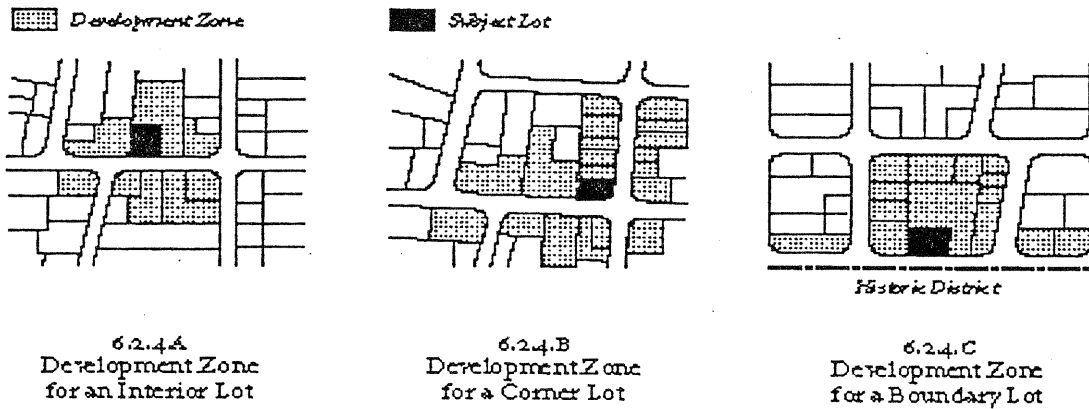 Development Zone
Subject Lot
Historic District
6.2.4.A
Development Zone
for an Interior Lot
6.2.4.B
Development Zone
for a Corner Lot
6.2.4.C
Development Zone
for a Boundary Lot